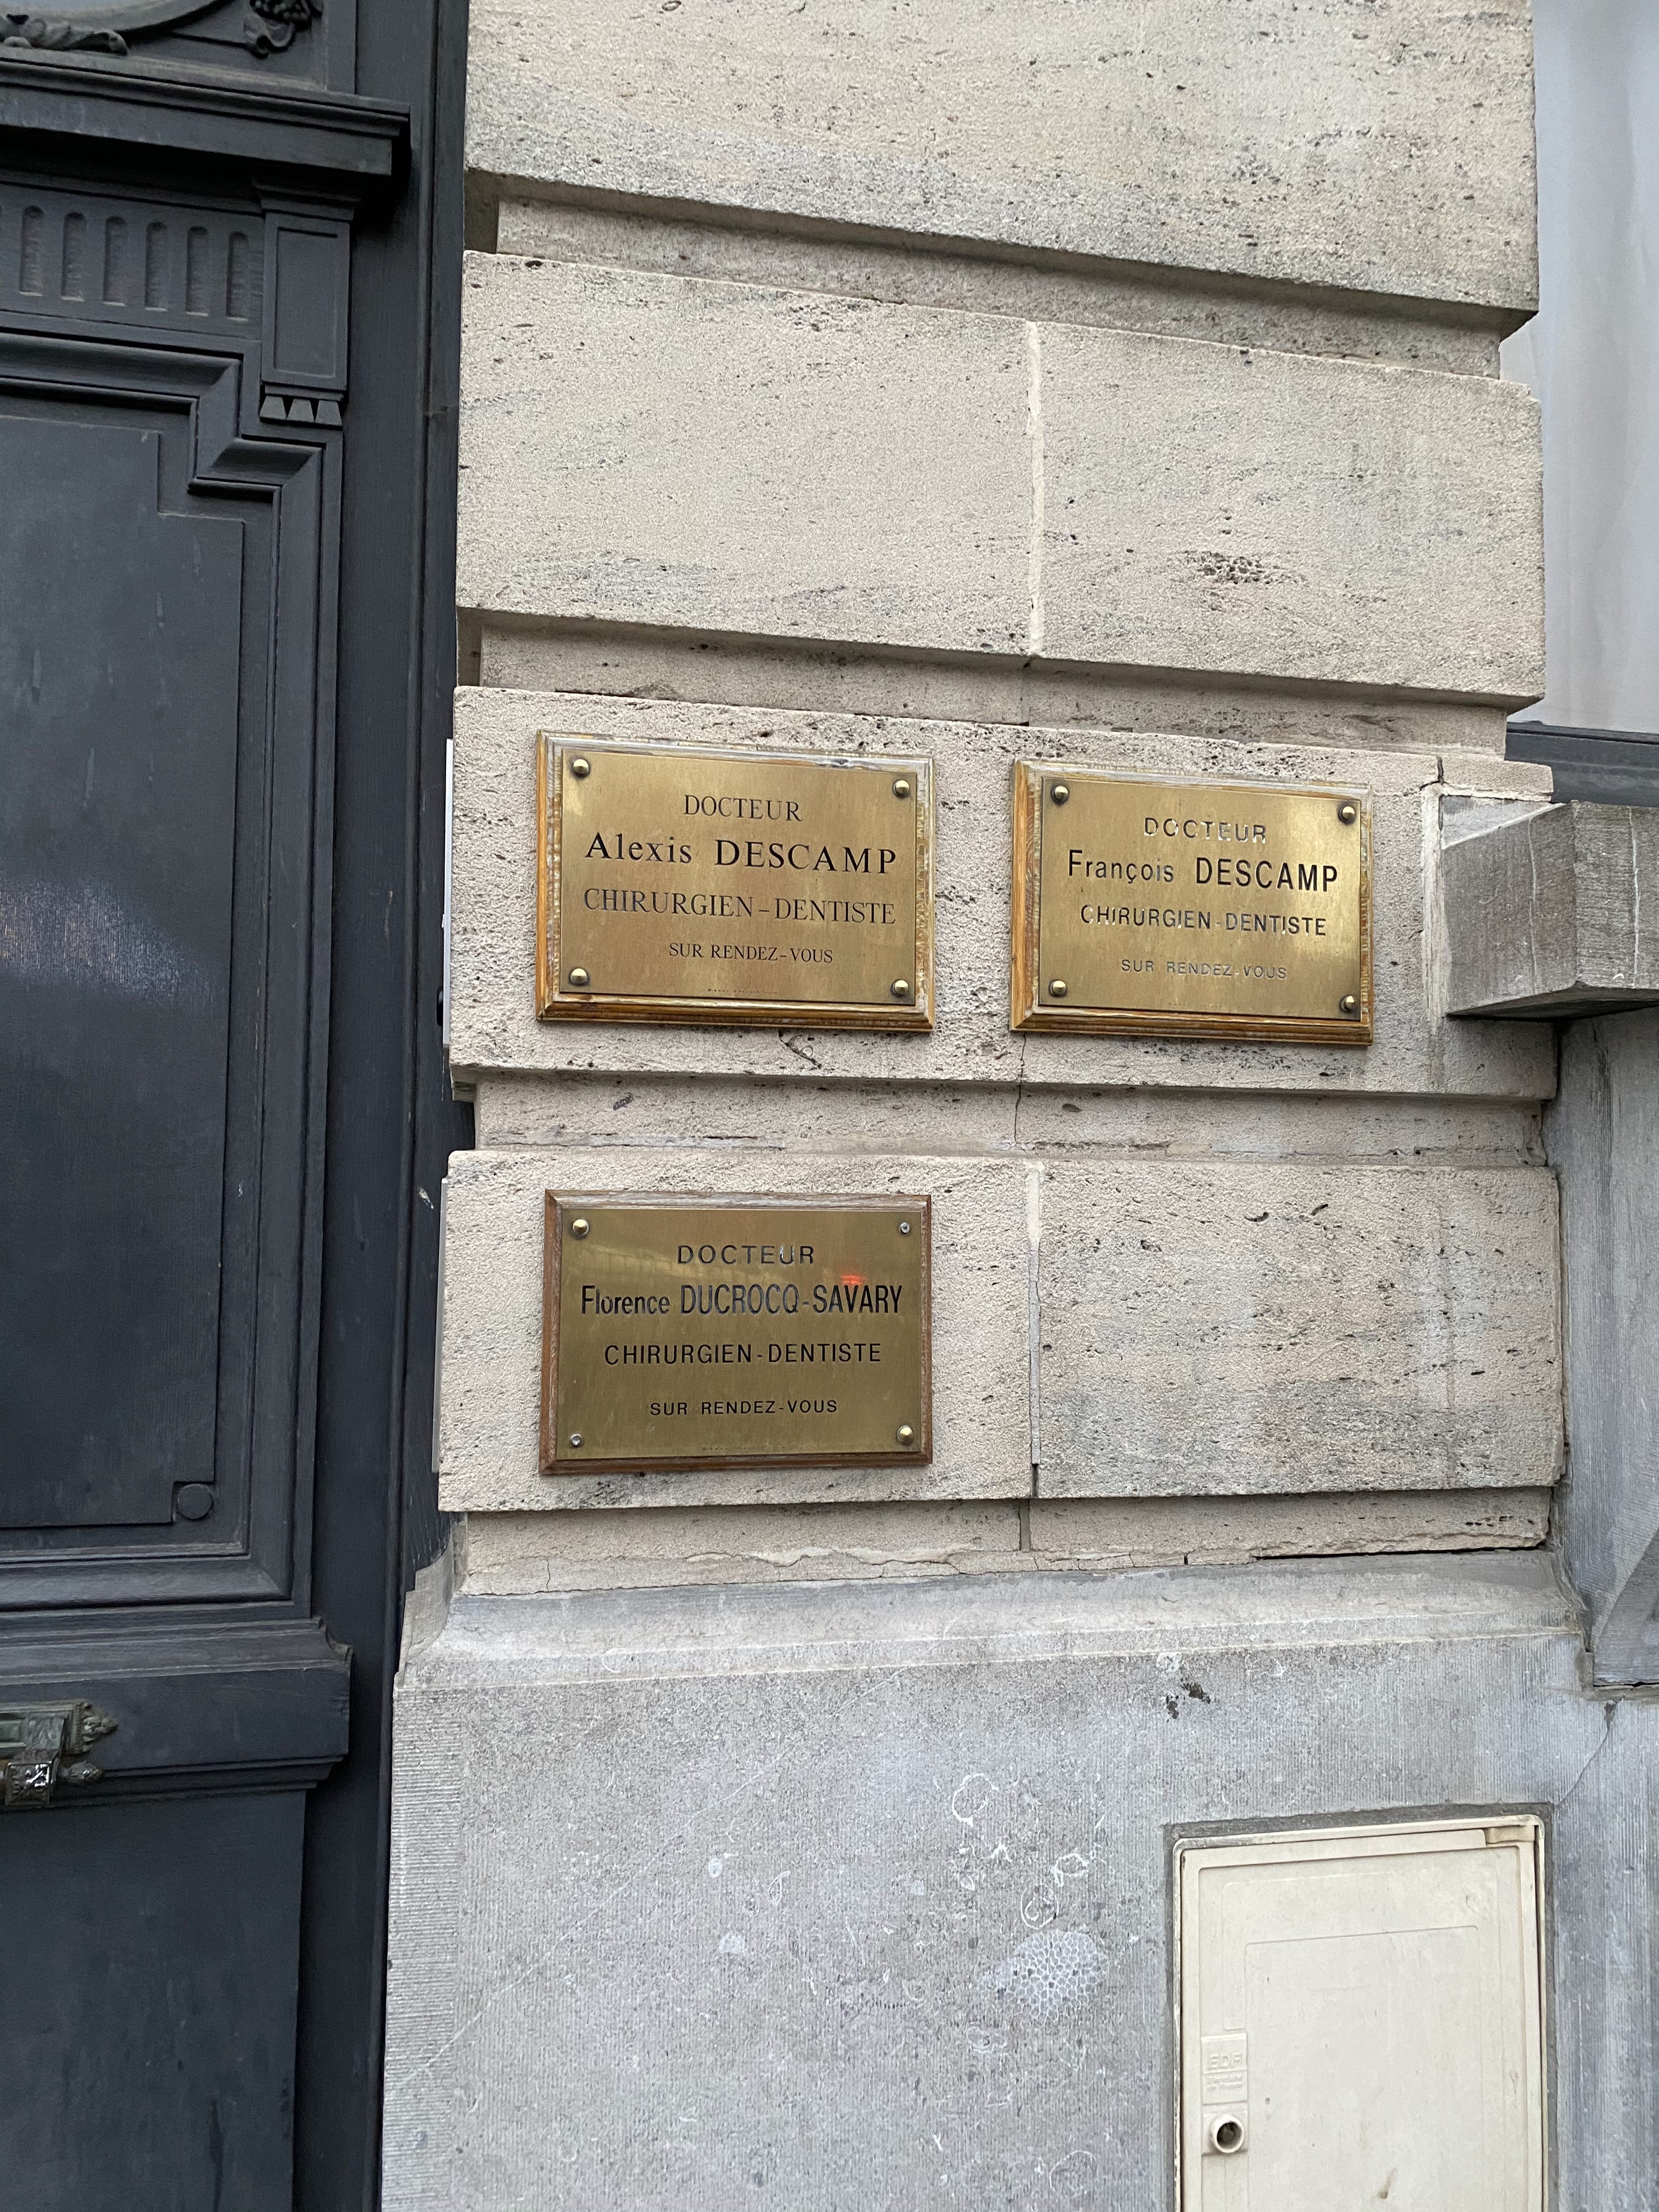 DOCTEUR
Alexis DESCAMP
CHIRURGIEN-DENTISTE
SUR RENDEZ-VOUS
DOCTEUR
François DESCAMP
CHIRURGIEN-DENTISTE
SUR RENDEZ-VOUS
DOCTEUR
Florence DUCROCQ-SAVARY
CHIRURGIEN-DENTISTE
SUR RENDEZ-VOUS
EDF